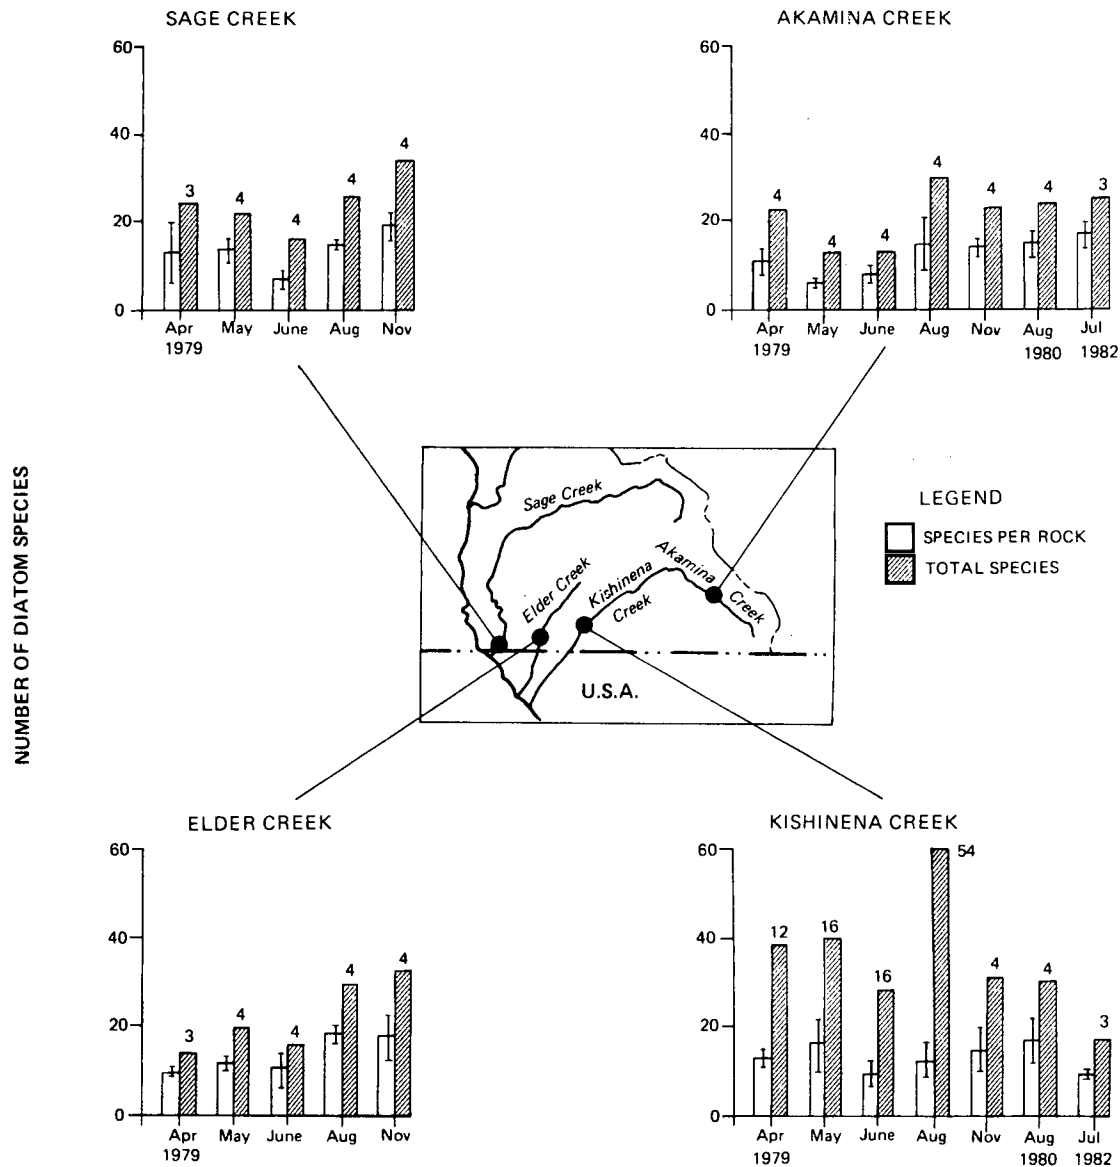 SAGE CREEK
60
40
20
0
3
4
4
4
4
Apr May June Aug Nov
1979
AKAMINA CREEK
60
40
20
0
4
4
4
4
4
4
3
Apr May June Aug Nov Aug Jul
1979 1980 1982
NUMBER OF DIATOM SPECIES
Sage Creek
Elder Creek
Kishinena
Creek
Akamina
Creek
U.S.A.
LEGEND
SPECIES PER ROCK
TOTAL SPECIES
ELDER CREEK
60
40
20
0
3
4
4
4
4
Apr May June Aug Nov
1979
KISHINENA CREEK
60
40
20
0
12
16
16
54
4
4
3
Apr May June Aug Nov Aug Jul
1979 1980 1982